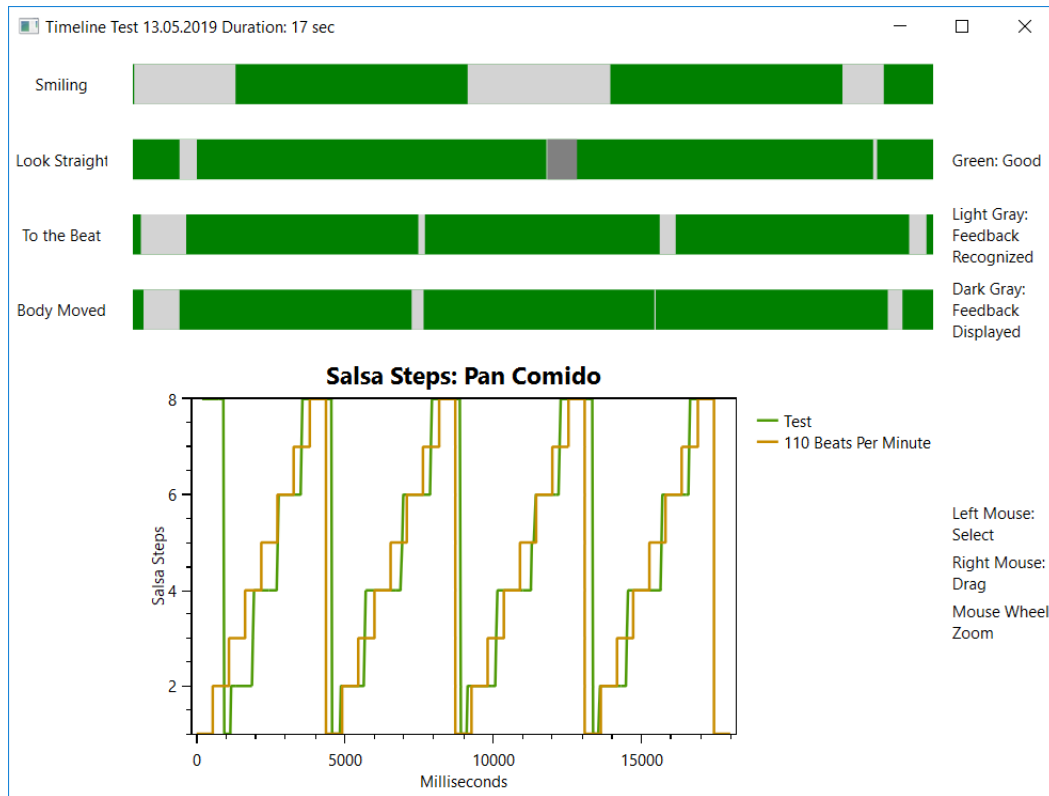 Timeline Test 13.05.2019 Duration: 17 sec
Smiling
Look Straight
Green: Good
To the Beat
Light Gray:
Feedback
Recognized
Body Moved
Dark Gray:
Feedback
Displayed
Salsa Steps: Pan Comido
8
6
4
2
Salsa Steps
0
5000
10000
15000
Milliseconds
Test
110 Beats Per Minute
Left Mouse:
Select
Right Mouse:
Drag
Mouse Wheel
Zoom